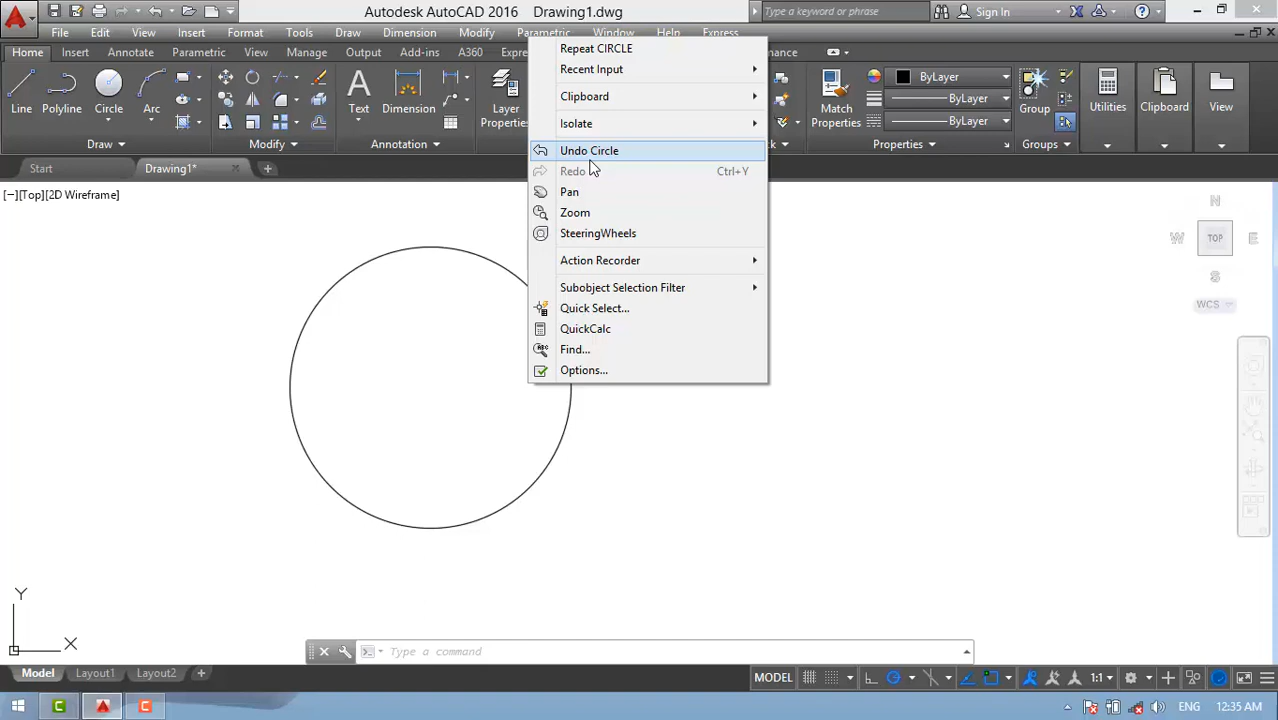 Autodesk AutoCAD 2016 Drawing1.dwg
Type a keyword or phrase
Sign In
File Edit View Insert Format Tools Draw Dimension Modify Parametric Window Help Express
Home Insert Annotate Parametric View Manage Output Add-ins A360
Line Polyline Circle Arc
Text Dimension
Layer
Match
Properties
ByLayer
ByLayer
ByLayer
Group
Utilities
Clipboard
View
Draw Modify Annotation Properties Groups
Start Drawing1*
[−][Top][2D Wireframe]
Repeat CIRCLE
Recent Input
Clipboard
Isolate
Undo Circle
Redo Ctrl+Y
Pan
Zoom
SteeringWheels
Action Recorder
Subobject Selection Filter
Quick Select...
QuickCalc
Find...
Options...
N
W TOP E
S
WCS
Y
X
Type a command
Model Layout1 Layout2
MODEL 1:1
ENG 12:35 AM